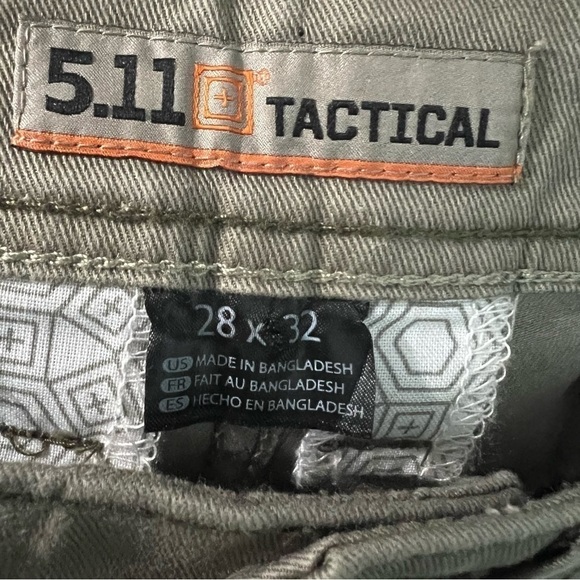 5.11® TACTICAL
28 x 32
US MADE IN BANGLADESH
FR FAIT AU BANGLADESH
ES HECHO EN BANGLADESH